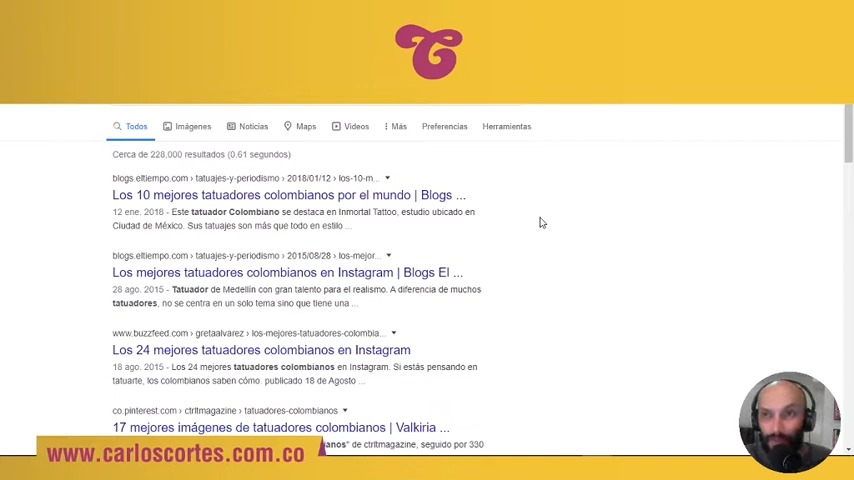 Todos Imágenes Noticias Maps Vídeos Más Preferencias Herramientas
Cerca de 228,000 resultados (0.61 segundos)
blogs.eltiempo.com › tatuajes-y-periodismo › 2018/01/12 › los-10-m...
Los 10 mejores tatuadores colombianos por el mundo | Blogs ...
12 ene. 2018 - Este tatuador Colombiano se destaca en Inmortal Tattoo, estudio ubicado en
Ciudad de México. Sus tatuajes son más que todo en estilo ...
blogs.eltiempo.com › tatuajes-y-periodismo › 2015/08/28 › los-mejor...
Los mejores tatuadores colombianos en Instagram | Blogs El ...
28 ago. 2015 - Tatuador de Medellín con gran talento para el realismo. A diferencia de muchos
tatuadores, no se centra en un solo tema sino que tiene una ...
www.buzzfeed.com › gretaalvarez › los-mejores-tatuadores-colombia...
Los 24 mejores tatuadores colombianos en Instagram
18 ago. 2015 - Los 24 mejores tatuadores colombianos en Instagram. Si estás pensando en
tatuarte, los colombianos saben cómo. publicado 18 de Agosto ...
co.pinterest.com › ctrltmagazine › tatuadores-colombianos
17 mejores imágenes de tatuadores colombianos | Valkiria ...
anos" de ctrltmagazine, seguido por 330
www.carloscortes.com.co